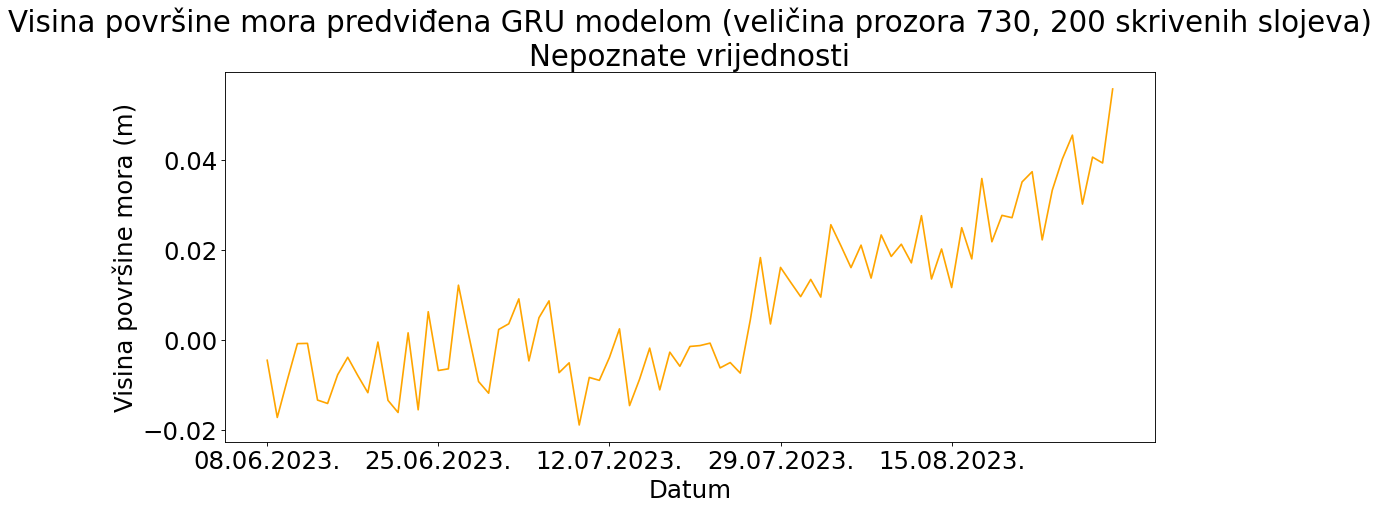 Visina površine mora predviđena GRU modelom (veličina prozora 730, 200 skrivenih slojeva)
Nepoznate vrijednosti
Visina površine mora (m)
0.04
0.02
0.00
−0.02
08.06.2023. 25.06.2023. 12.07.2023. 29.07.2023. 15.08.2023.
Datum